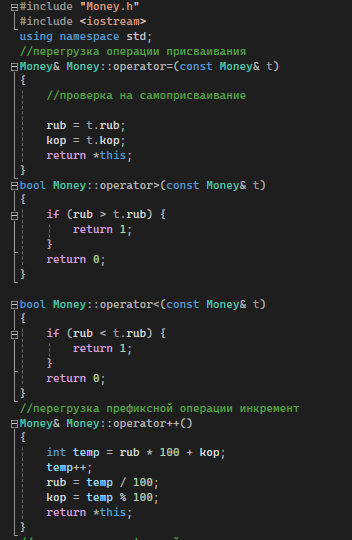 #include "Money.h"
#include <iostream>
using namespace std;
//перегрузка операции присваивания
Money& Money::operator=(const Money& t)
{
//проверка на самоприсваивание
rub = t.rub;
kop = t.kop;
return *this;
}
bool Money::operator>(const Money& t)
{
if (rub > t.rub) {
return 1;
}
return 0;
}
bool Money::operator<(const Money& t)
{
if (rub < t.rub) {
return 1;
}
return 0;
}
//перегрузка префиксной операции инкремент
Money& Money::operator++()
{
int temp = rub * 100 + kop;
temp++;
rub = temp / 100;
kop = temp % 100;
return *this;
}